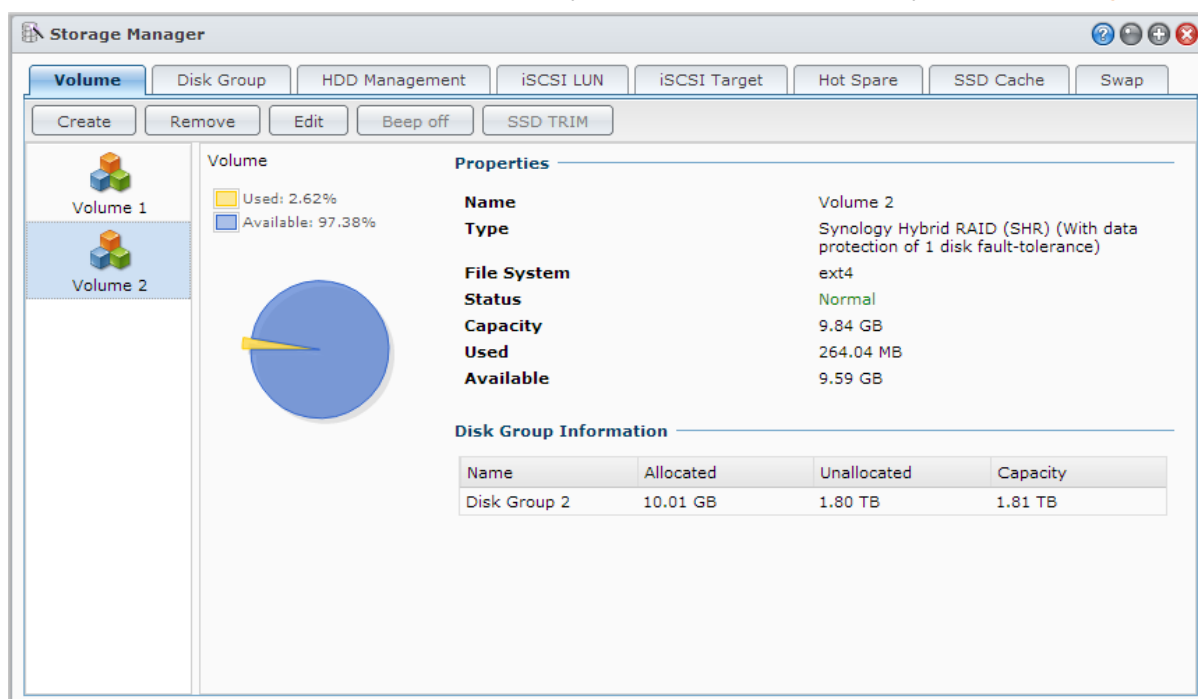 Storage Manager
Volume Disk Group HDD Management iSCSI LUN iSCSI Target Hot Spare SSD Cache Swap
Create Remove Edit Beep off SSD TRIM
Volume 1
Volume 2
Volume
Used: 2.62%
Available: 97.38%
Properties
Name Volume 2
Type Synology Hybrid RAID (SHR) (With data
protection of 1 disk fault-tolerance)
File System ext4
Status Normal
Capacity 9.84 GB
Used 264.04 MB
Available 9.59 GB
Disk Group Information
Name Allocated Unallocated Capacity
Disk Group 2 10.01 GB 1.80 TB 1.81 TB